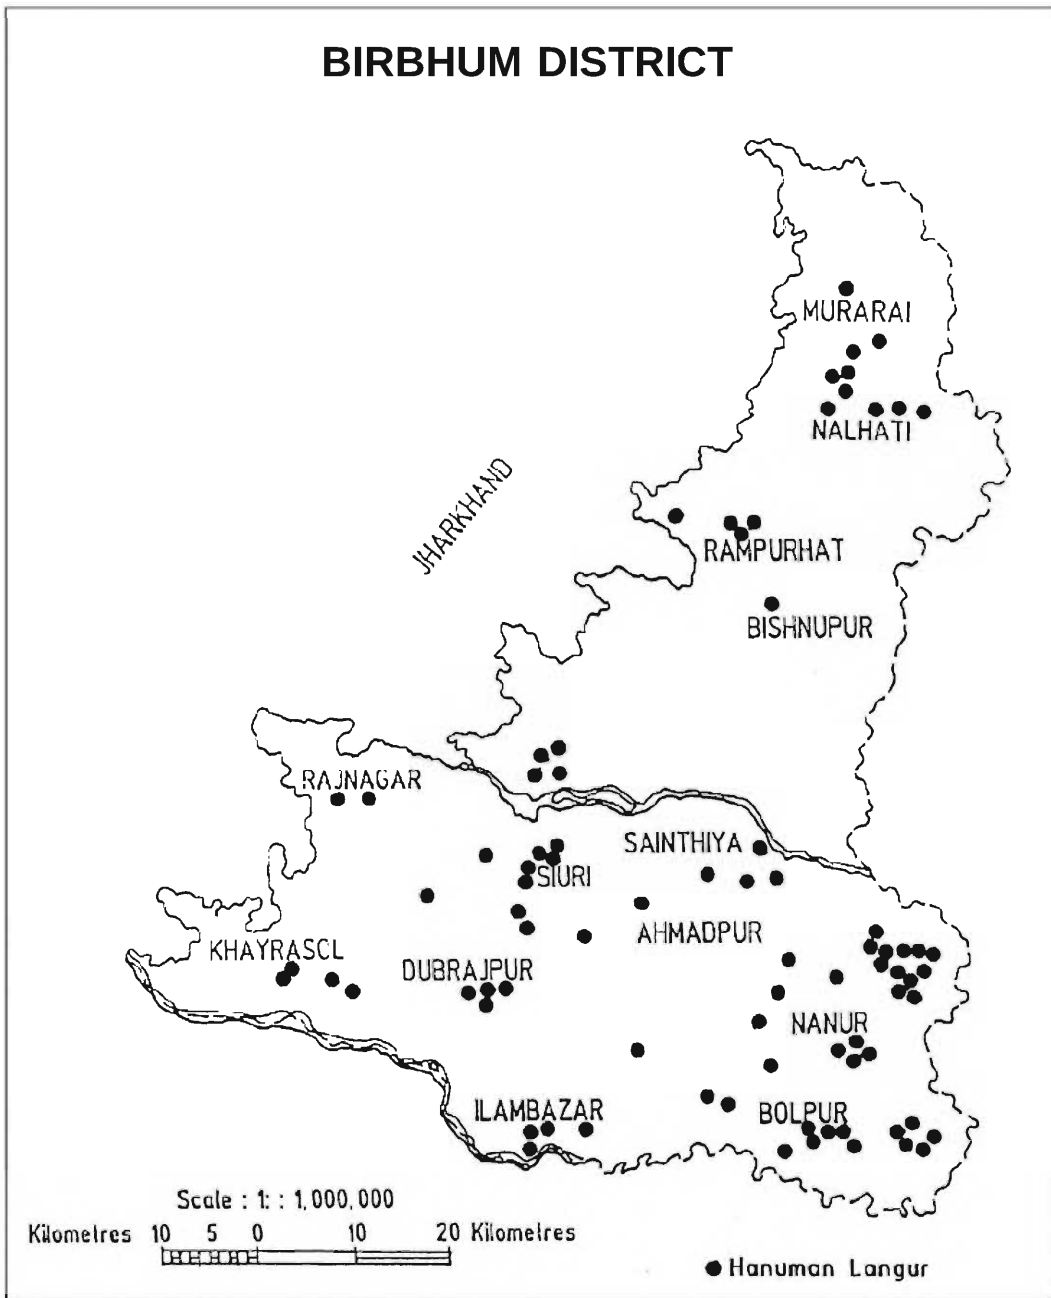 BIRBHUM DISTRICT
MURARAI
NALHATI
JHARKHAND
RAMPURHAT
BISHNUPUR
RAJNAGAR
SAINTHIYA
SIURI
AHMADPUR
KHAYRASCL
DUBRAJPUR
NANUR
ILAMBAZAR
BOLPUR
Scale : 1: : 1,000,000
Kilometres 10 5 0 10 20 Kilometres
Hanuman Langur